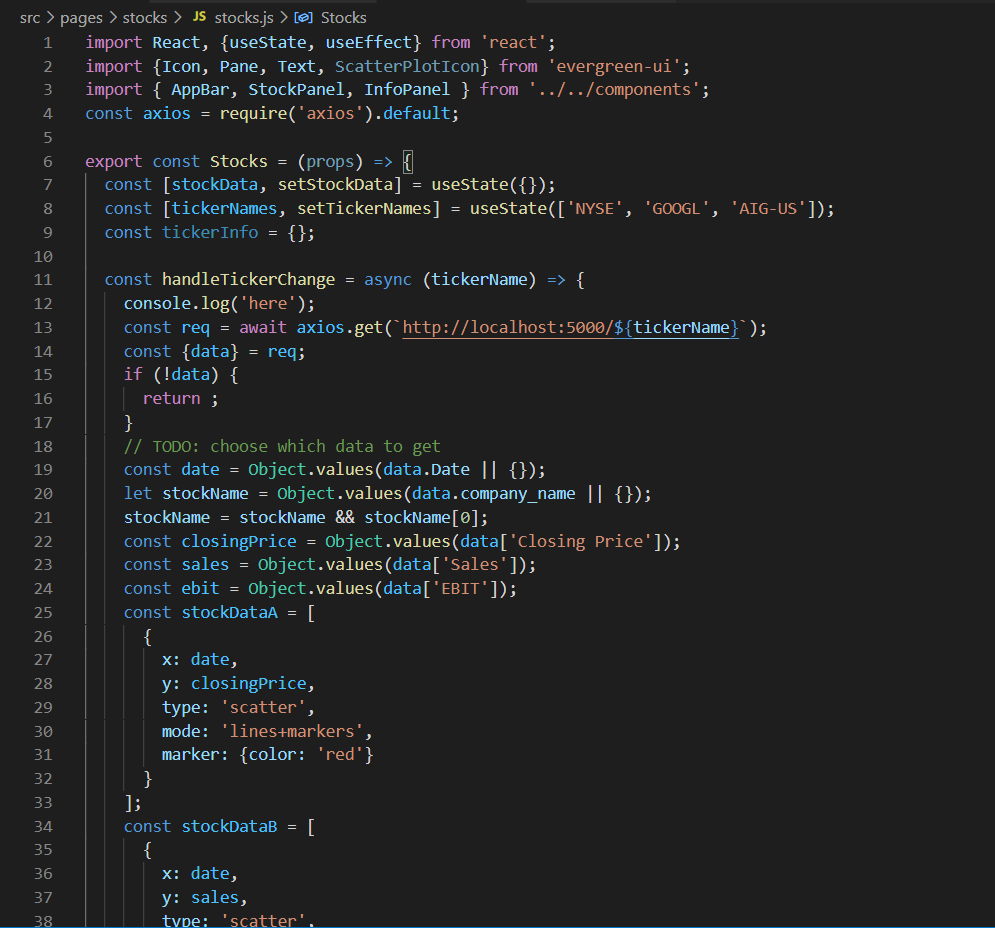 src > pages > stocks > JS stocks.js > Stocks
1 import React, {useState, useEffect} from 'react';
2 import {Icon, Pane, Text, ScatterPlotIcon} from 'evergreen-ui';
3 import { AppBar, StockPanel, InfoPanel } from '../../components';
4 const axios = require('axios').default;
5
6 export const Stocks = (props) => {
7   const [stockData, setStockData] = useState({});
8   const [tickerNames, setTickerNames] = useState(['NYSE', 'GOOGL', 'AIG-US']);
9   const tickerInfo = {};
10
11   const handleTickerChange = async (tickerName) => {
12     console.log('here');
13     const req = await axios.get(`http://localhost:5000/${tickerName}`);
14     const {data} = req;
15     if (!data) {
16       return ;
17     }
18     // TODO: choose which data to get
19     const date = Object.values(data.Date || {});
20     let stockName = Object.values(data.company_name || {});
21     stockName = stockName && stockName[0];
22     const closingPrice = Object.values(data['Closing Price']);
23     const sales = Object.values(data['Sales']);
24     const ebit = Object.values(data['EBIT']);
25     const stockDataA = [
26       {
27         x: date,
28         y: closingPrice,
29         type: 'scatter',
30         mode: 'lines+markers',
31         marker: {color: 'red'}
32       }
33     ];
34     const stockDataB = [
35       {
36         x: date,
37         y: sales,
38         type: 'scatter',